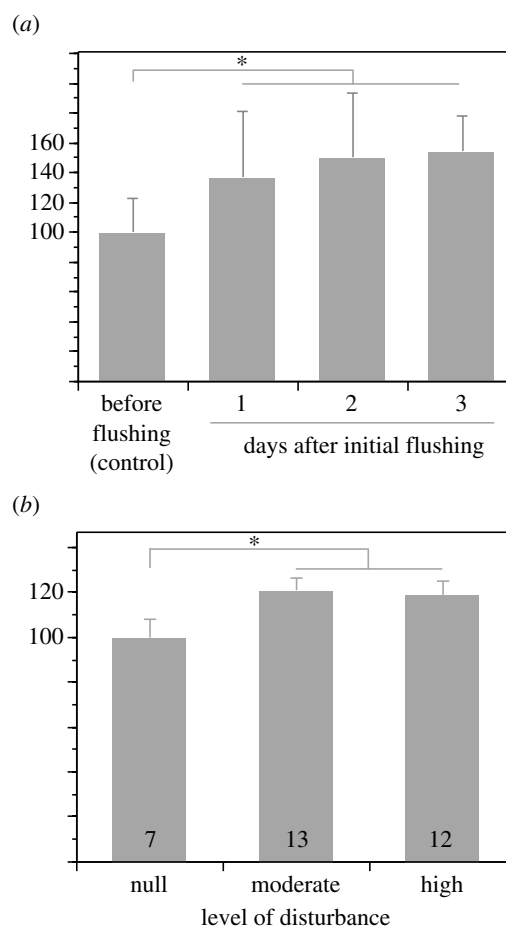 (a)
*
160
140
120
100
before
flushing
(control)
1
2
3
days after initial flushing
(b)
*
120
100
7
13
12
null
moderate
high
level of disturbance